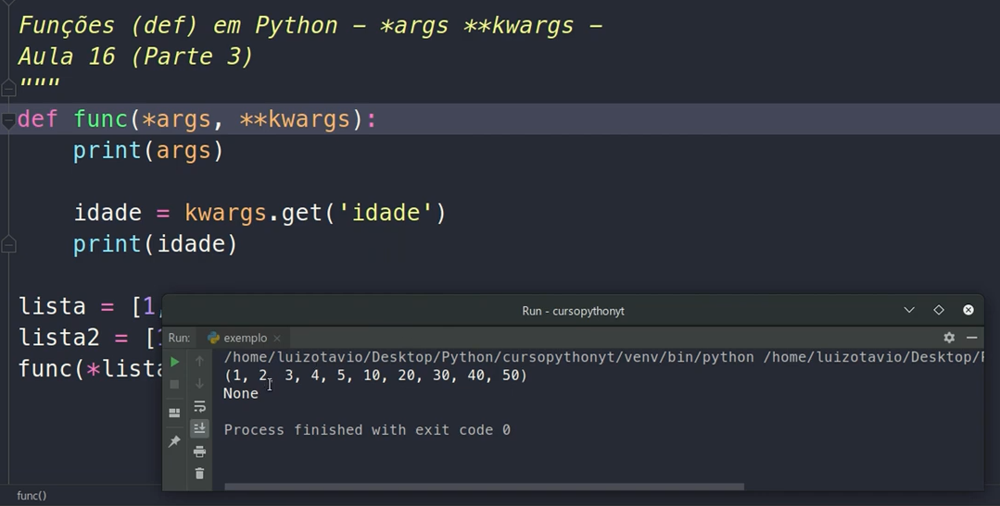 Funções (def) em Python – *args **kwargs –
Aula 16 (Parte 3)
"""
def func(*args, **kwargs):
    print(args)
    idade = kwargs.get('idade')
    print(idade)
lista = [1,
lista2 = [1
func(*lista
Run - cursopythonyt
Run: exemplo
/home/luizotavio/Desktop/Python/cursopythonyt/venv/bin/python /home/luizotavio/Desktop/
(1, 2, 3, 4, 5, 10, 20, 30, 40, 50)
None
Process finished with exit code 0
func()